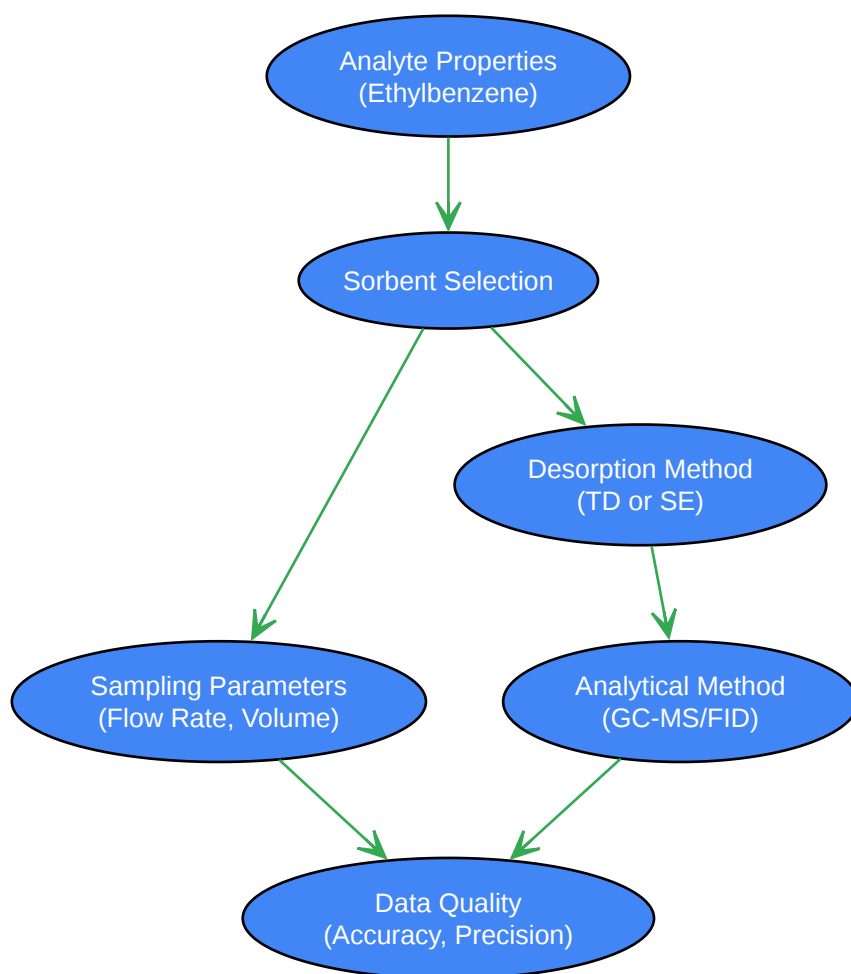 Analyte Properties
(Ethylbenzene)
Sorbent Selection
Desorption Method
(TD or SE)
Sampling Parameters
(Flow Rate, Volume)
Analytical Method
(GC-MS/FID)
Data Quality
(Accuracy, Precision)